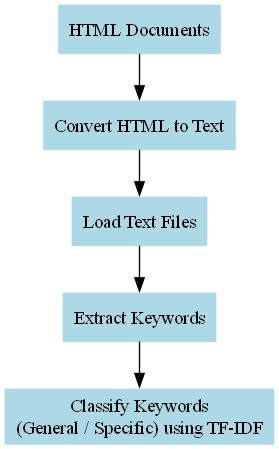 HTML Documents
Convert HTML to Text
Load Text Files
Extract Keywords
Classify Keywords
(General / Specific) using TF-IDF